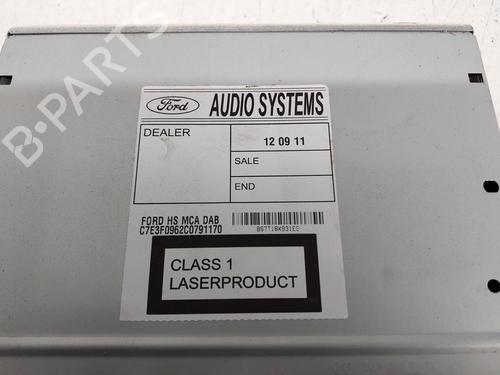 B-PARTS
Ford AUDIO SYSTEMS
DEALER
12 09 11
SALE
END
FORD HS MCA DAB
C7E3F0962C0791170
CLASS 1
LASERPRODUCT